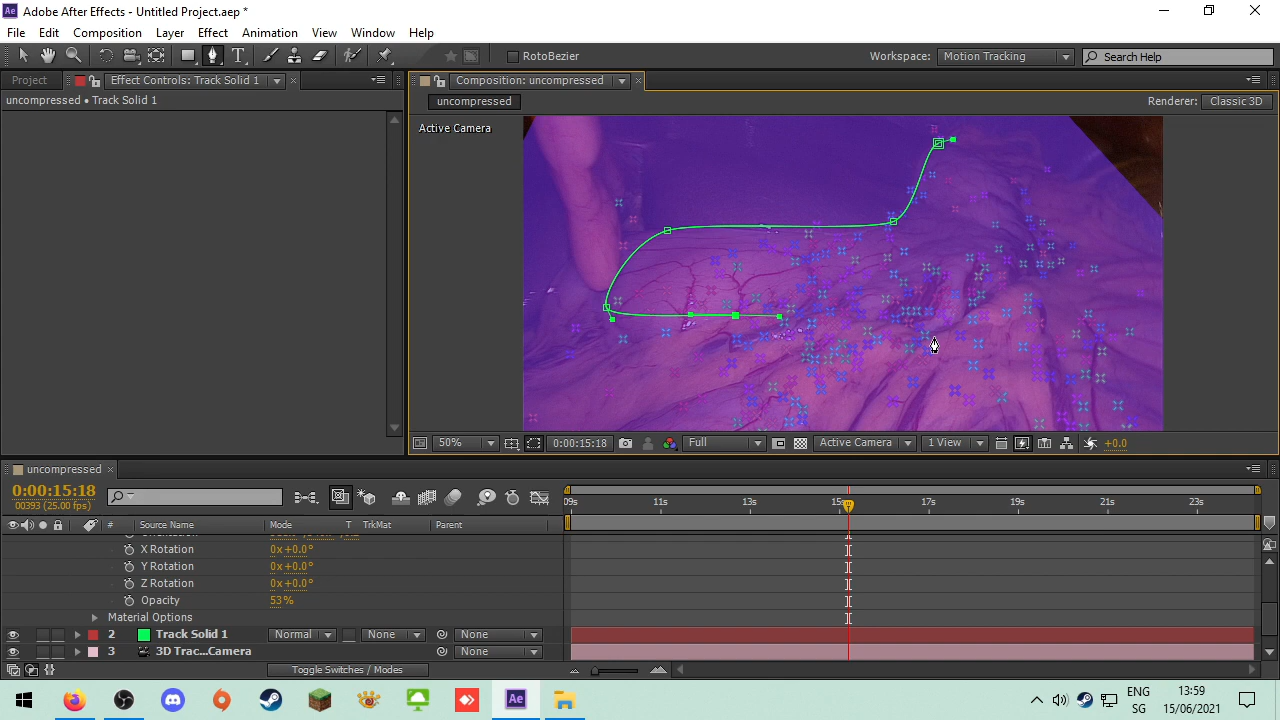 Adobe After Effects - Untitled Project.aep *
File Edit Composition Layer Effect Animation View Window Help
RotoBezier Workspace: Motion Tracking Search Help
Project Effect Controls: Track Solid 1 Composition: uncompressed
uncompressed • Track Solid 1 uncompressed Renderer: Classic 3D
Active Camera
50% 0:00:15:18 Full Active Camera 1 View +0.0
uncompressed
0:00:15:18
00393 (25.00 fps)
09s 11s 15s 13s 17s 19s 21s 23s
# Source Name Mode T TrkMat Parent
X Rotation 0x+0.0°
Y Rotation 0x+0.0°
Z Rotation 0x+0.0°
Opacity 53%
Material Options
2 Track Solid 1 Normal None None
3 3D Trac...Camera None
Toggle Switches / Modes
ENG 13:59
SG 15/06/2021